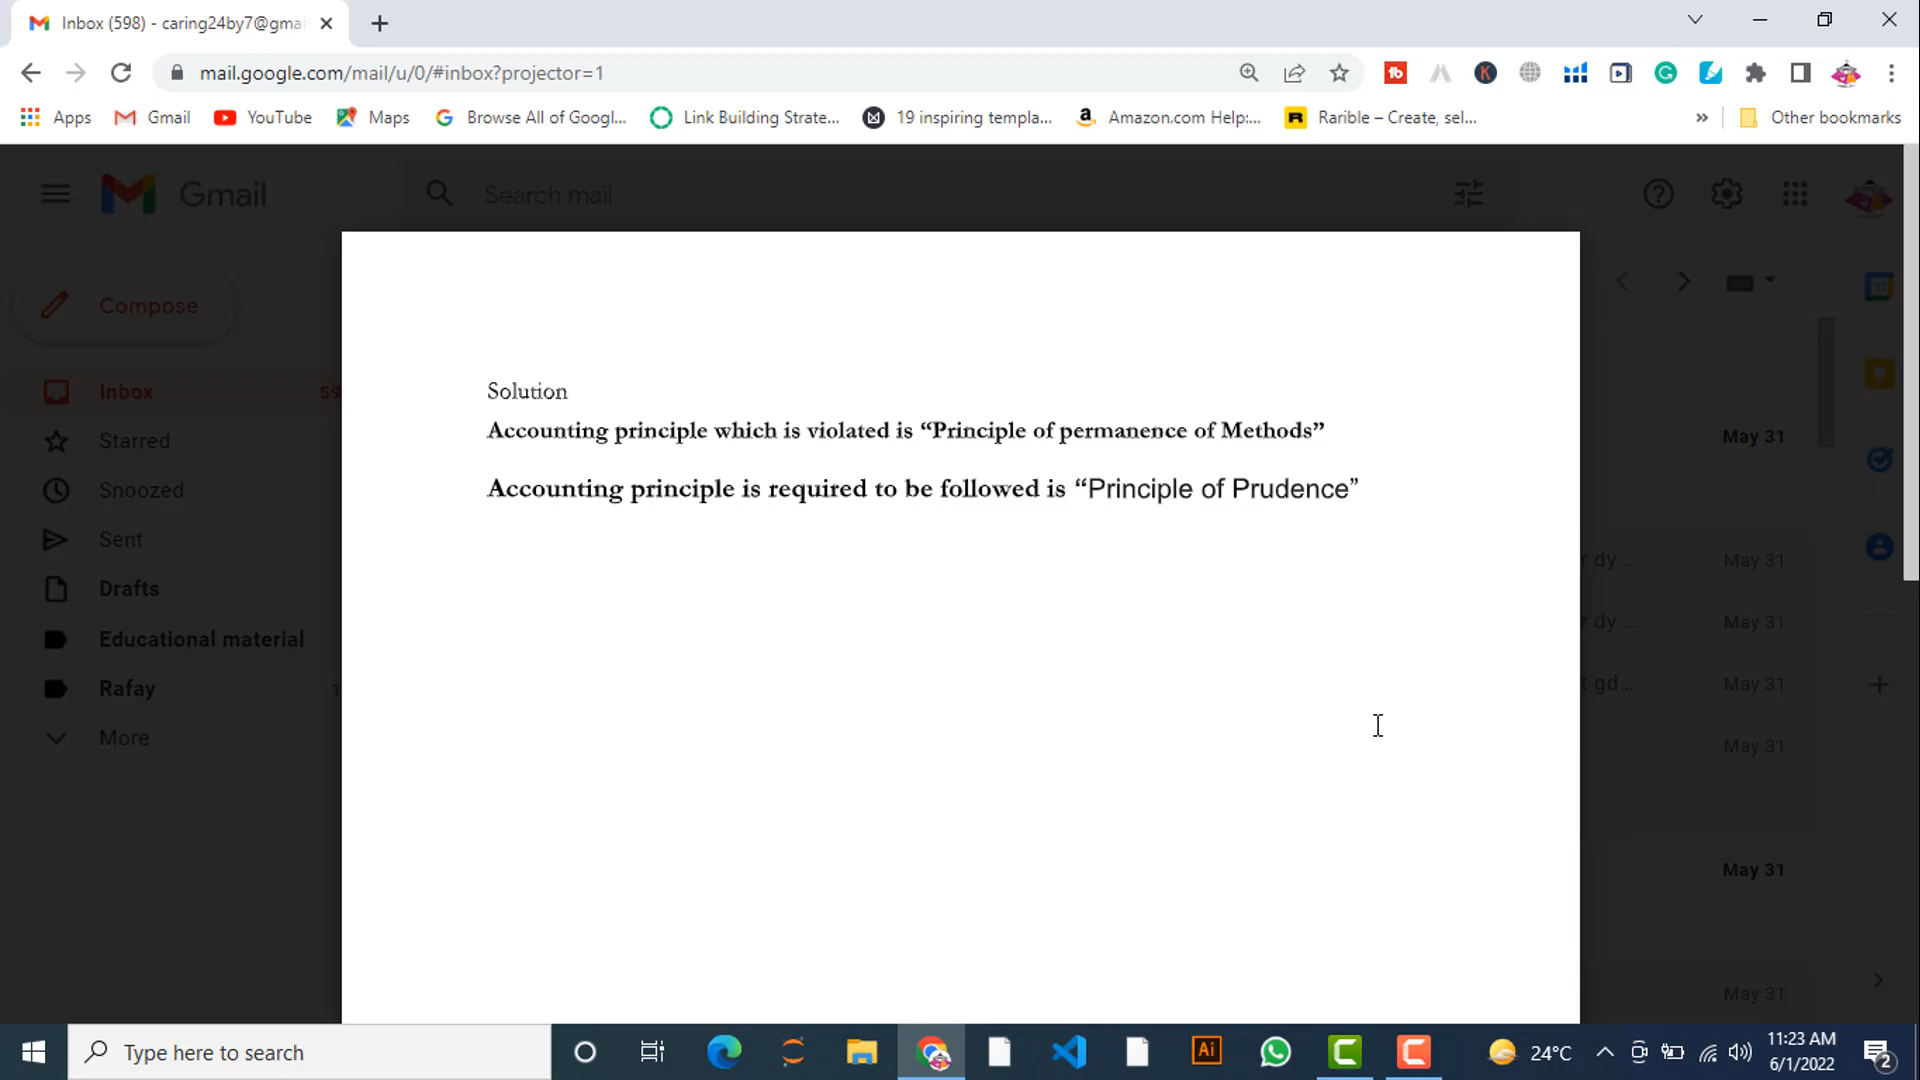 Inbox (598) - caring24by7@gmai
mail.google.com/mail/u/0/#inbox?projector=1
Apps
Gmail
YouTube
Maps
Browse All of Googl...
Link Building Strate...
19 inspiring templa...
Amazon.com Help:...
Rarible – Create, sel...
»
Other bookmarks
Gmail
Search mail
Compose
Inbox
59
Starred
Snoozed
Sent
Drafts
Educational material
Rafay
More
Solution
Accounting principle which is violated is “Principle of permanence of Methods”
Accounting principle is required to be followed is “Principle of Prudence”
May 31
r dy ...
May 31
r dy ...
May 31
t gd...
May 31
May 31
May 31
May 31
Type here to search
24°C
11:23 AM
6/1/2022
2